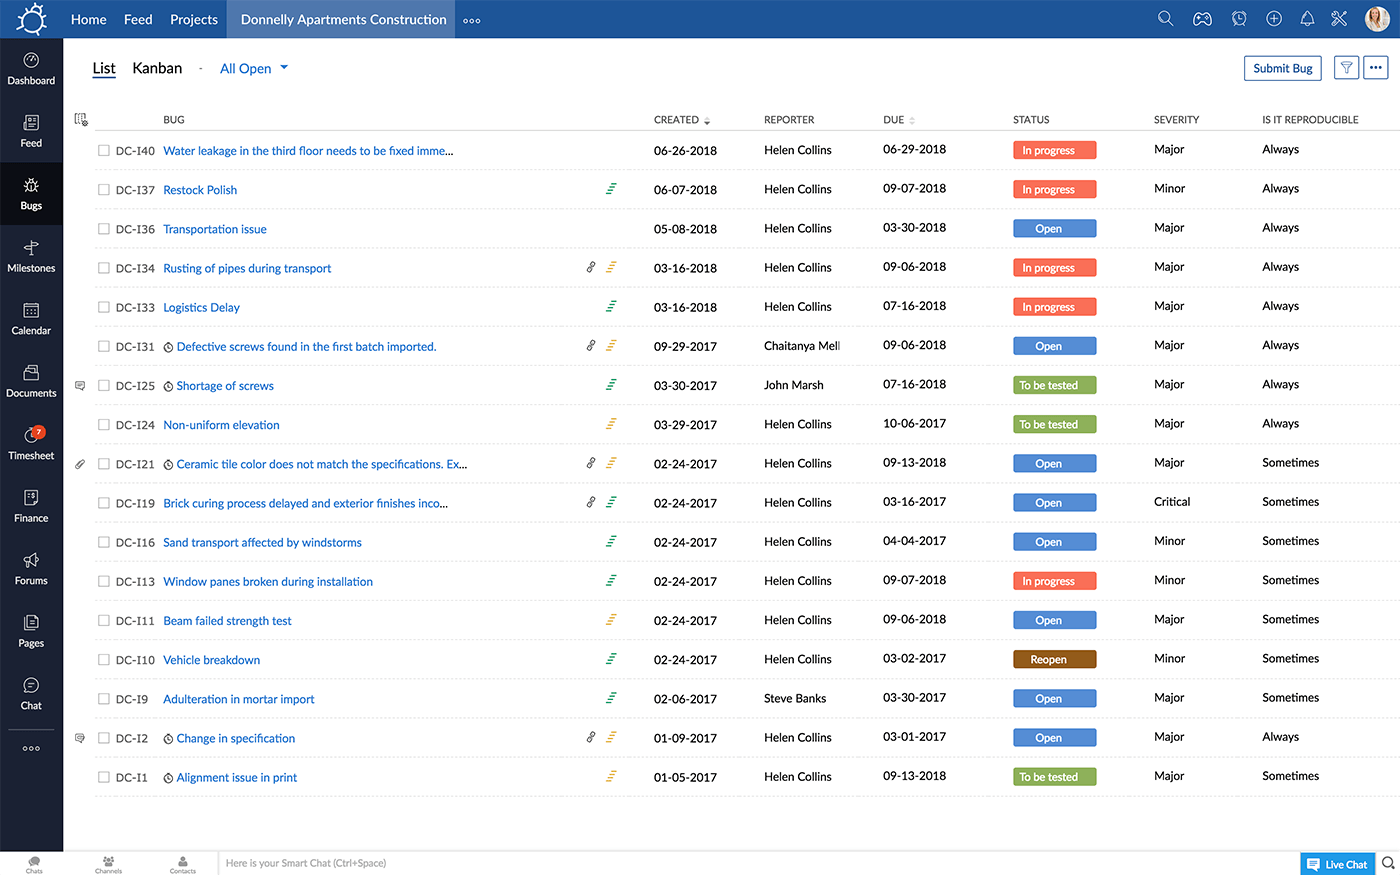 Home Feed Projects Donnelly Apartments Construction
Dashboard
Feed
Bugs
Milestones
Calendar
Documents
7
Timesheet
Finance
Forums
Pages
Chat
List Kanban - All Open Submit Bug
BUG CREATED REPORTER DUE STATUS SEVERITY IS IT REPRODUCIBLE
DC-I40 Water leakage in the third floor needs to be fixed imme... 06-26-2018 Helen Collins 06-29-2018 In progress Major Always
DC-I37 Restock Polish 06-07-2018 Helen Collins 09-07-2018 In progress Minor Always
DC-I36 Transportation issue 05-08-2018 Helen Collins 03-30-2018 Open Major Always
DC-I34 Rusting of pipes during transport 03-16-2018 Helen Collins 09-06-2018 In progress Major Always
DC-I33 Logistics Delay 03-16-2018 Helen Collins 07-16-2018 In progress Major Always
DC-I31 Defective screws found in the first batch imported. 09-29-2017 Chaitanya Mell 09-06-2018 Open Major Always
DC-I25 Shortage of screws 03-30-2017 John Marsh 07-16-2018 To be tested Major Always
DC-I24 Non-uniform elevation 03-29-2017 Helen Collins 10-06-2017 To be tested Major Always
DC-I21 Ceramic tile color does not match the specifications. Ex... 02-24-2017 Helen Collins 09-13-2018 Open Major Sometimes
DC-I19 Brick curing process delayed and exterior finishes inco... 02-24-2017 Helen Collins 03-16-2017 Open Critical Sometimes
DC-I16 Sand transport affected by windstorms 02-24-2017 Helen Collins 04-04-2017 Open Minor Sometimes
DC-I13 Window panes broken during installation 02-24-2017 Helen Collins 09-07-2018 In progress Minor Sometimes
DC-I11 Beam failed strength test 02-24-2017 Helen Collins 09-06-2018 Open Major Sometimes
DC-I10 Vehicle breakdown 02-24-2017 Helen Collins 03-02-2017 Reopen Minor Sometimes
DC-I9 Adulteration in mortar import 02-06-2017 Steve Banks 03-30-2017 Open Major Sometimes
DC-I2 Change in specification 01-09-2017 Helen Collins 03-01-2017 Open Major Always
DC-I1 Alignment issue in print 01-05-2017 Helen Collins 09-13-2018 To be tested Major Sometimes
Chats Channels Contacts Here is your Smart Chat (Ctrl+Space) Live Chat